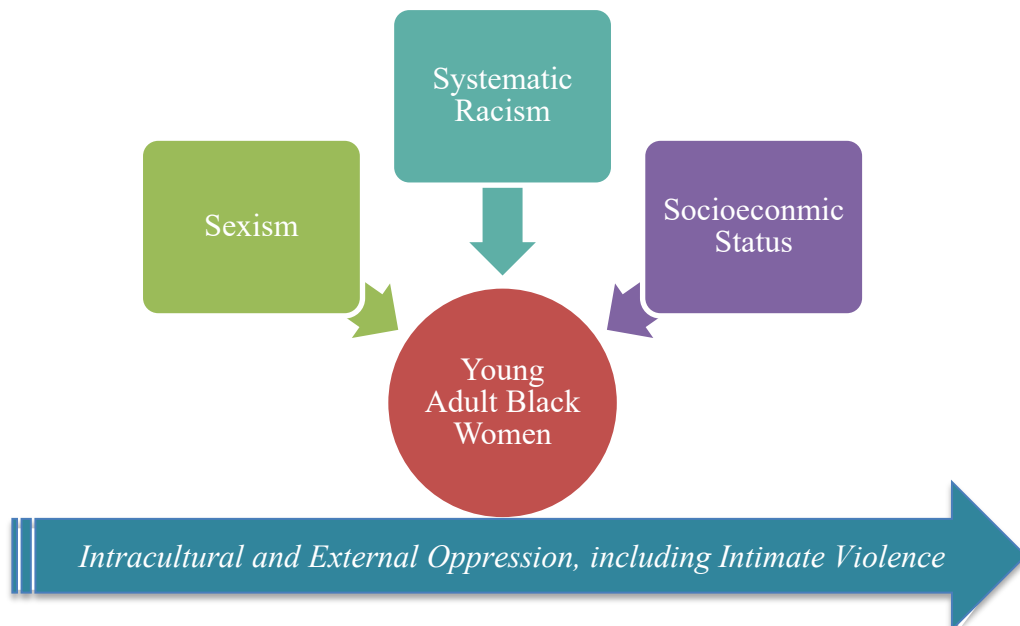 Systematic
Racism
Sexism
Socioeconmic
Status
Young
Adult Black
Women
Intracultural and External Oppression, including Intimate Violence